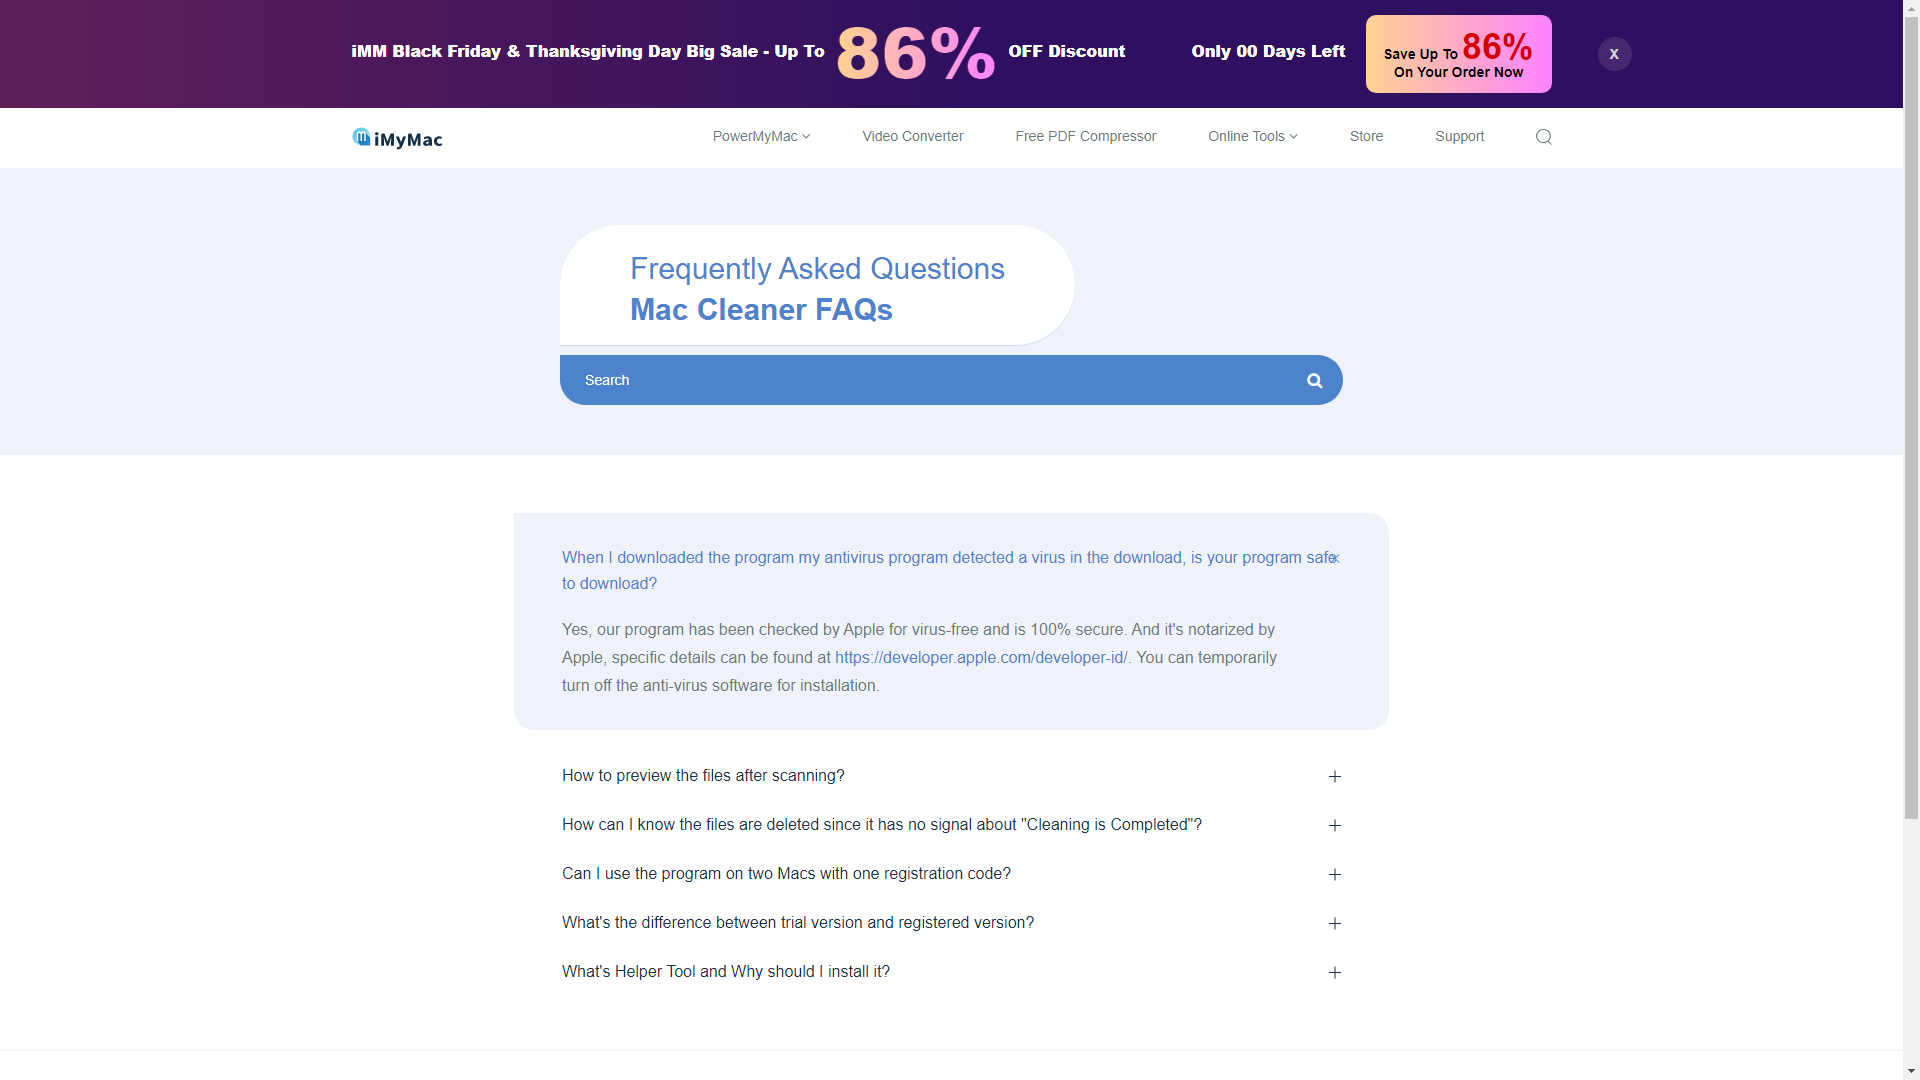 iMM Black Friday & Thanksgiving Day Big Sale - Up To 86% OFF Discount
Only 00 Days Left
Save Up To 86%
On Your Order Now
X
iMyMac
PowerMyMac
Video Converter
Free PDF Compressor
Online Tools
Store
Support
Frequently Asked Questions
Mac Cleaner FAQs
Search
When I downloaded the program my antivirus program detected a virus in the download, is your program safe
to download?
Yes, our program has been checked by Apple for virus-free and is 100% secure. And it's notarized by
Apple, specific details can be found at https://developer.apple.com/developer-id/. You can temporarily
turn off the anti-virus software for installation.
How to preview the files after scanning?
How can I know the files are deleted since it has no signal about "Cleaning is Completed"?
Can I use the program on two Macs with one registration code?
What's the difference between trial version and registered version?
What's Helper Tool and Why should I install it?